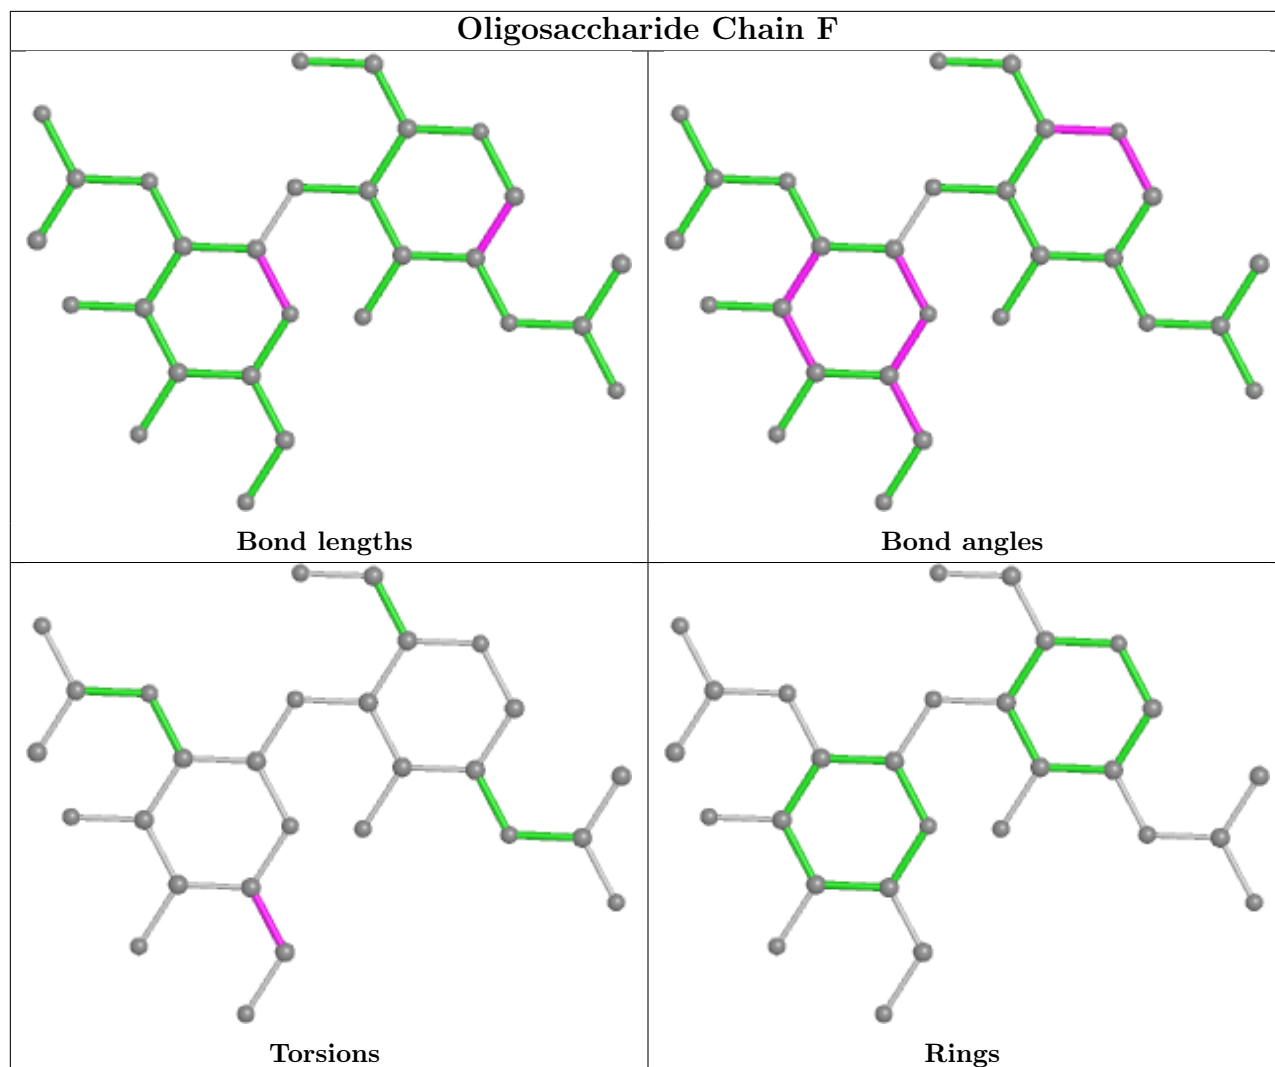 Oligosaccharide Chain F
Bond lengths
Bond angles
Torsions
Rings